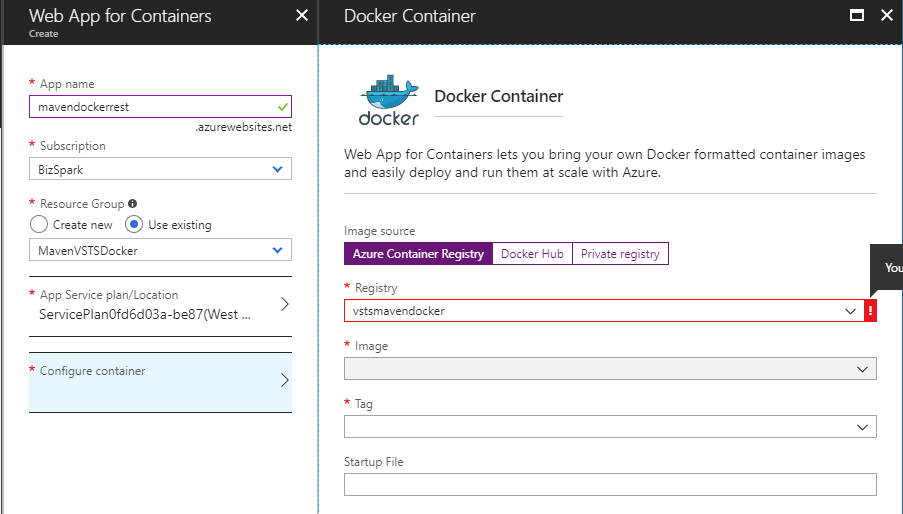 Web App for Containers
Create
* App name
mavendockerrest
.azurewebsites.net
* Subscription
BizSpark
* Resource Group
Create new
Use existing
MavenVSTSDocker
* App Service plan/Location
ServicePlan0fd6d03a-be87(West ...
* Configure container
Docker Container
docker
Docker Container
Web App for Containers lets you bring your own Docker formatted container images
and easily deploy and run them at scale with Azure.
Image source
Azure Container Registry
Docker Hub
Private registry
You
* Registry
vstsmavendocker
!
* Image
* Tag
Startup File